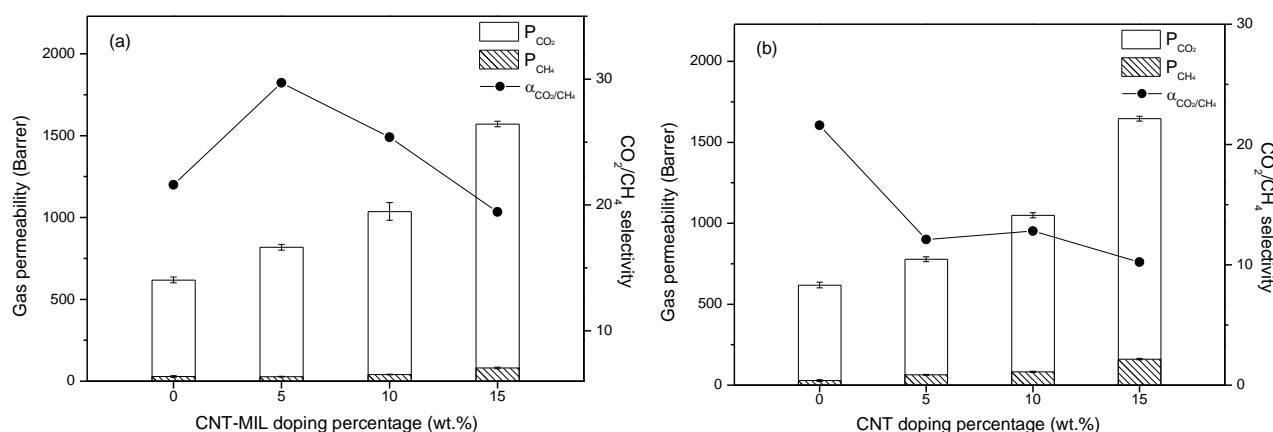 (a)
P_CO₂
P_CH₄
α_CO₂/CH₄
Gas permeability (Barrer)
2000
1500
1000
500
0
30
20
10
CO₂/CH₄ selectivity
0 5 10 15
CNT-MIL doping percentage (wt.%)
(b)
P_CO₂
P_CH₄
α_CO₂/CH₄
Gas permeability (Barrer)
2000
1500
1000
500
0
30
20
10
0
CO₂/CH₄ selectivity
0 5 10 15
CNT doping percentage (wt.%)